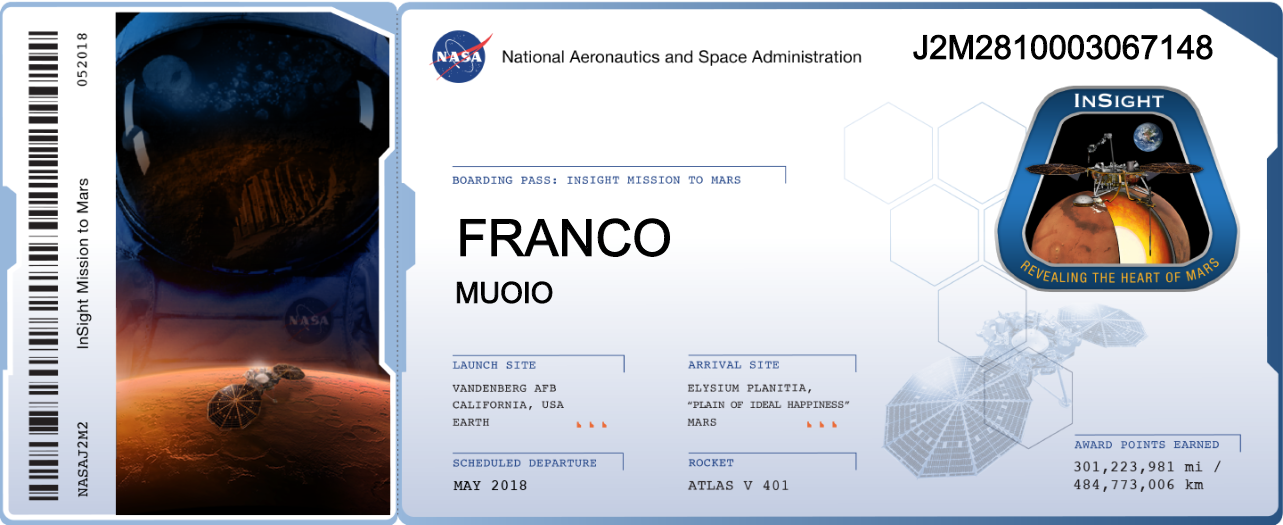 052018
InSight Mission to Mars
NASAJ2M2
NASA
NASA
National Aeronautics and Space Administration
J2M2810003067148
INSIGHT
REVEALING THE HEART OF MARS
BOARDING PASS: INSIGHT MISSION TO MARS
FRANCO
MUOIO
LAUNCH SITE
VANDENBERG AFB
CALIFORNIA, USA
EARTH
ARRIVAL SITE
ELYSIUM PLANITIA,
“PLAIN OF IDEAL HAPPINESS”
MARS
SCHEDULED DEPARTURE
MAY 2018
ROCKET
ATLAS V 401
AWARD POINTS EARNED
301,223,981 mi /
484,773,006 km